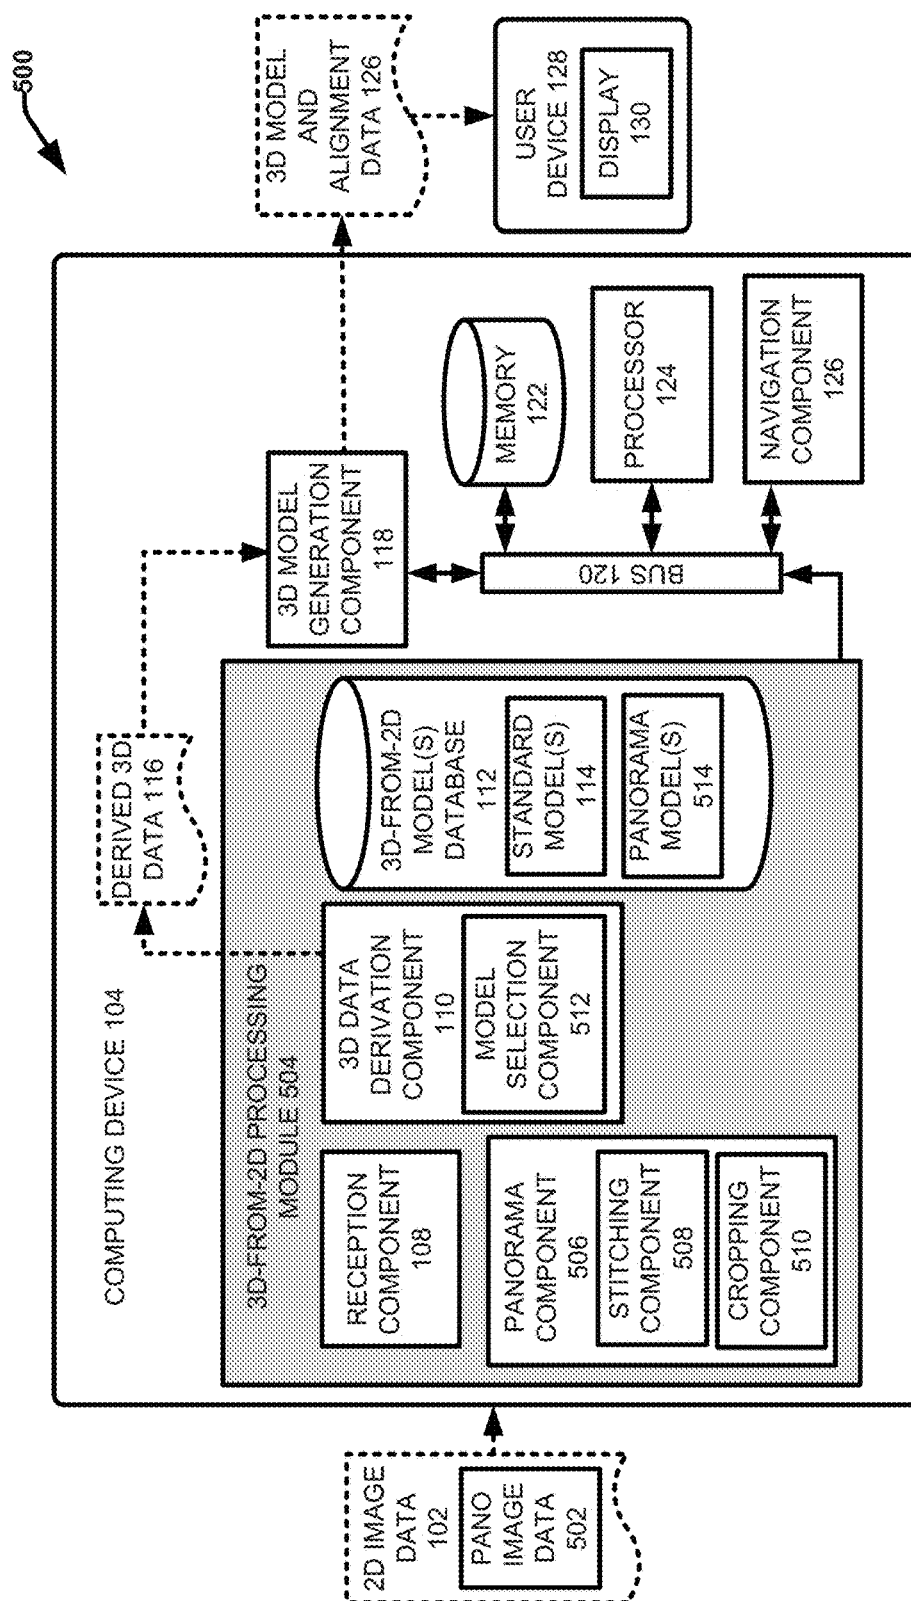 500
COMPUTING DEVICE 104
2D IMAGE
DATA
102
PANO
IMAGE
DATA
502
3D-FROM-2D PROCESSING
MODULE 504
RECEPTION
COMPONENT
108
PANORAMA
COMPONENT
506
STITCHING
COMPONENT
508
CROPPING
COMPONENT
510
3D DATA
DERIVATION
COMPONENT
110
MODEL
SELECTION
COMPONENT
512
3D-FROM-2D
MODEL(S)
DATABASE
112
STANDARD
MODEL(S)
114
PANORAMA
MODEL(S)
514
DERIVED 3D
DATA 116
3D MODEL
GENERATION
COMPONENT
118
BUS 120
MEMORY
122
PROCESSOR
124
NAVIGATION
COMPONENT
126
3D MODEL
AND
ALIGNMENT
DATA 126
USER
DEVICE 128
DISPLAY
130